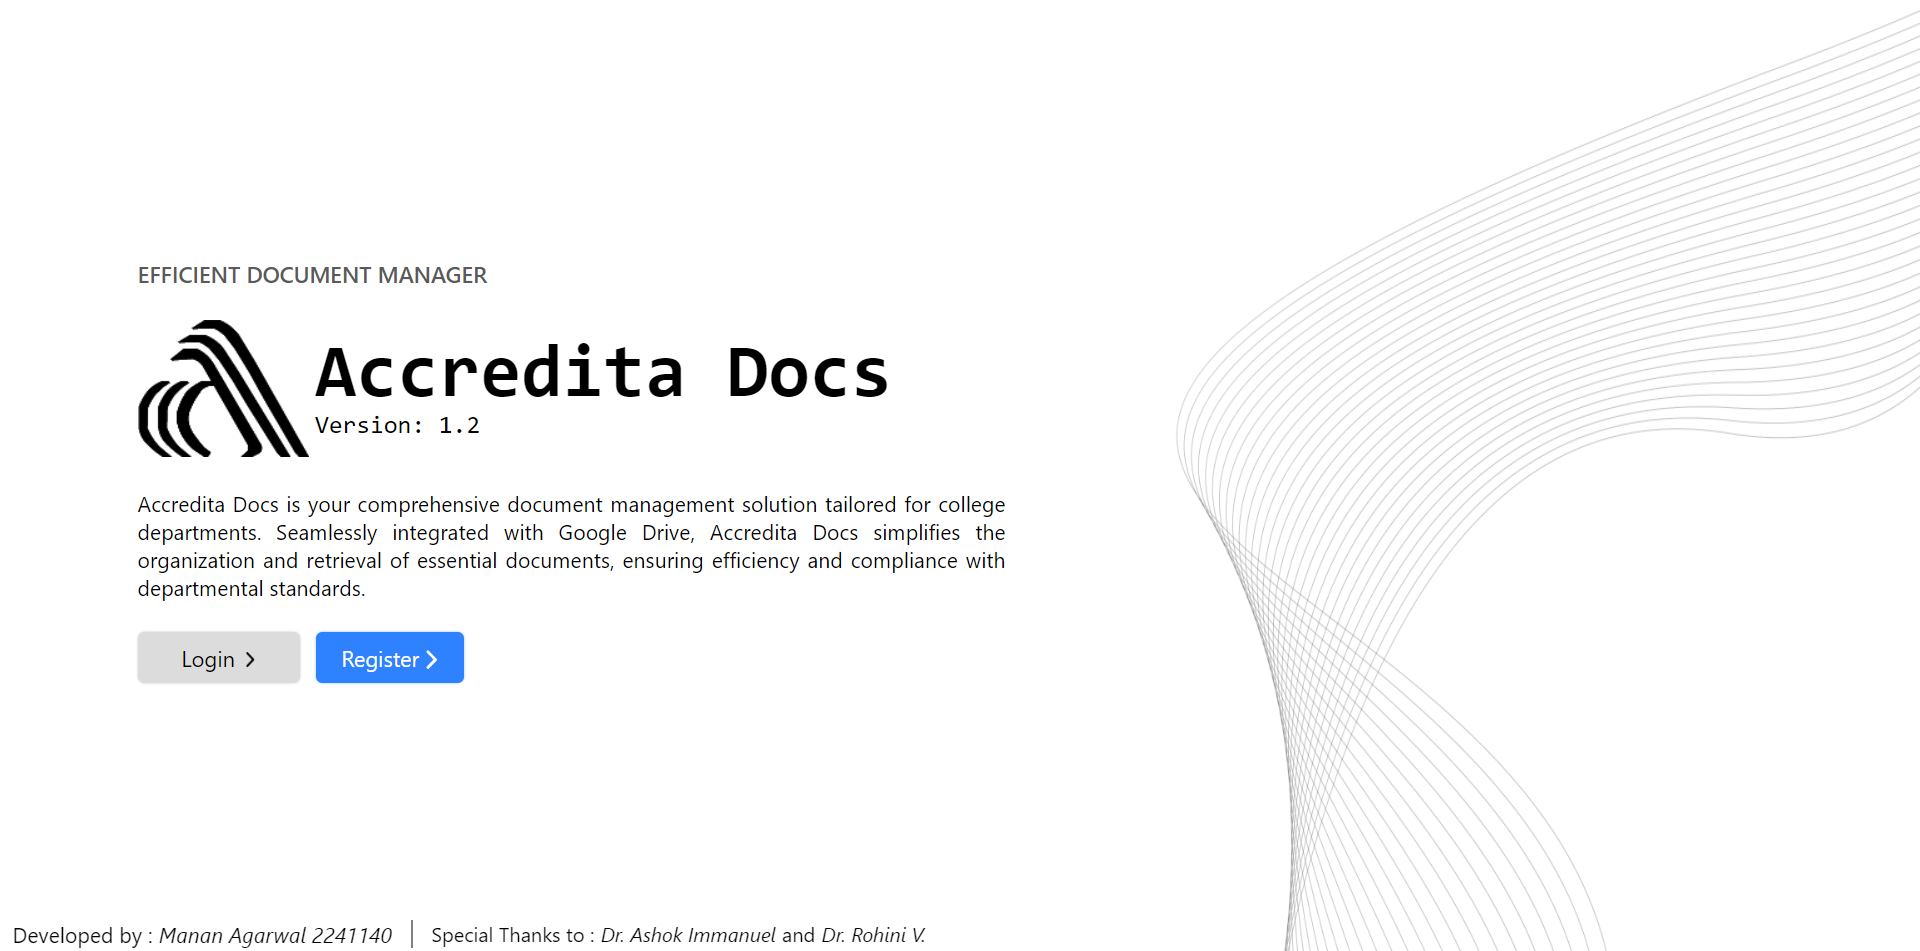 EFFICIENT DOCUMENT MANAGER
Accredita Docs
Version: 1.2
Accredita Docs is your comprehensive document management solution tailored for college
departments. Seamlessly integrated with Google Drive, Accredita Docs simplifies the
organization and retrieval of essential documents, ensuring efficiency and compliance with
departmental standards.
Login
Register
Developed by : Manan Agarwal 2241140
Special Thanks to : Dr. Ashok Immanuel and Dr. Rohini V.